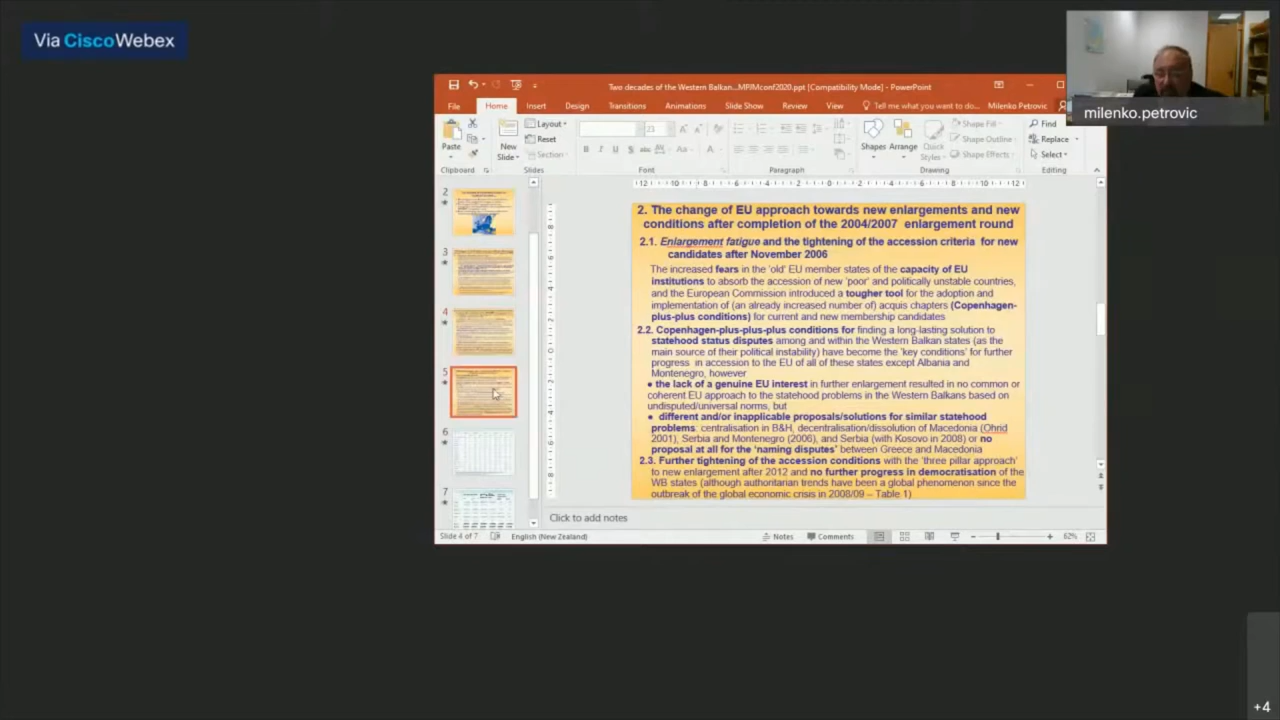 Via Cisco Webex
milenko.petrovic
Two decades of the Western Balkan...MFIMconf2020.ppt [Compatibility Mode] - PowerPoint
File Home Insert Design Transitions Animations Slide Show Review View Tell me what you want to do... Milenko Petrovic
Paste
New
Slide
Layout
Reset
Section
23
Shapes
Arrange
Quick
Styles
Shape Fill
Shape Outline
Shape Effects
Find
Replace
Select
Clipboard Slides Font Paragraph Drawing Editing
2. The change of EU approach towards new enlargements and new
conditions after completion of the 2004/2007 enlargement round
2.1. Enlargement fatigue and the tightening of the accession criteria for new
candidates after November 2006
The increased fears in the 'old' EU member states of the capacity of EU
institutions to absorb the accession of new 'poor' and politically unstable countries,
and the European Commission introduced a tougher tool for the adoption and
implementation of (an already increased number of) acquis chapters (Copenhagen-
plus-plus conditions) for current and new membership candidates
2.2. Copenhagen-plus-plus-plus conditions for finding a long-lasting solution to
statehood status disputes among and within the Western Balkan states (as the
main source of their political instability) have become the 'key conditions' for further
progress in accession to the EU of all of these states except Albania and
Montenegro, however
• the lack of a genuine EU interest in further enlargement resulted in no common or
coherent EU approach to the statehood problems in the Western Balkans based on
undisputed/universal norms, but
• different and/or inapplicable proposals/solutions for similar statehood
problems: centralisation in B&H, decentralisation/dissolution of Macedonia (Ohrid
2001), Serbia and Montenegro (2006), and Serbia (with Kosovo in 2008) or no
proposal at all for the 'naming disputes' between Greece and Macedonia
2.3. Further tightening of the accession conditions with the 'three pillar approach'
to new enlargement after 2012 and no further progress in democratisation of the
WB states (although authoritarian trends have been a global phenomenon since the
outbreak of the global economic crisis in 2008/09 – Table 1)
2
3
4
5
6
7
Click to add notes
Slide 4 of 7 English (New Zealand) Notes Comments 62%
+4